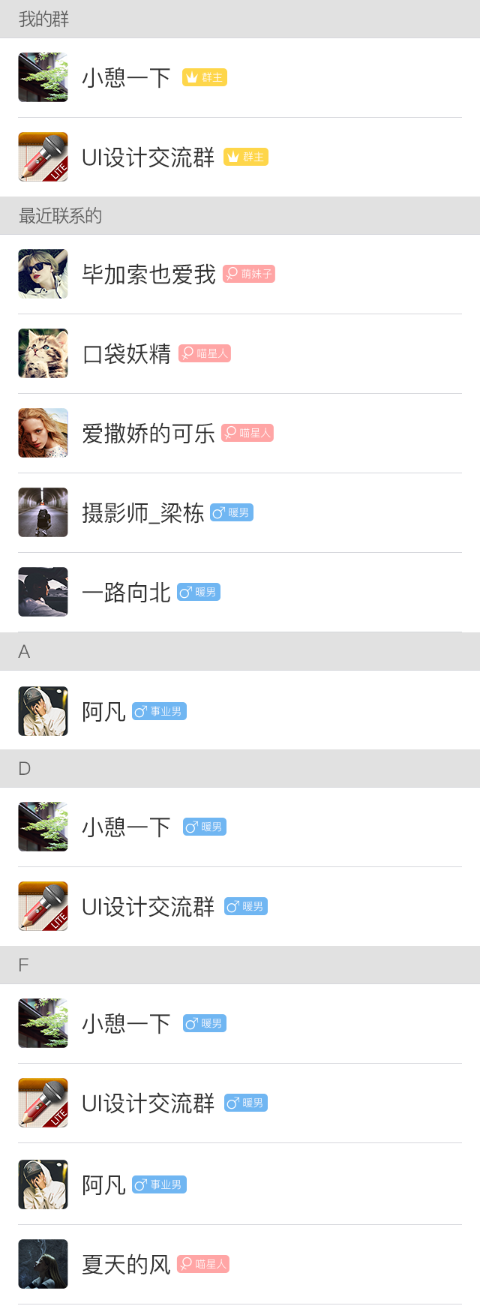 我的群
小憩一下 群主
UI设计交流群 群主
最近联系的
毕加索也爱我 萌妹子
口袋妖精 喵星人
爱撒娇的可乐 喵星人
摄影师_梁栋 暖男
一路向北 暖男
A
阿凡 事业男
D
小憩一下 暖男
UI设计交流群 暖男
LITE
F
小憩一下 暖男
UI设计交流群 暖男
LITE
阿凡 事业男
夏天的风 喵星人